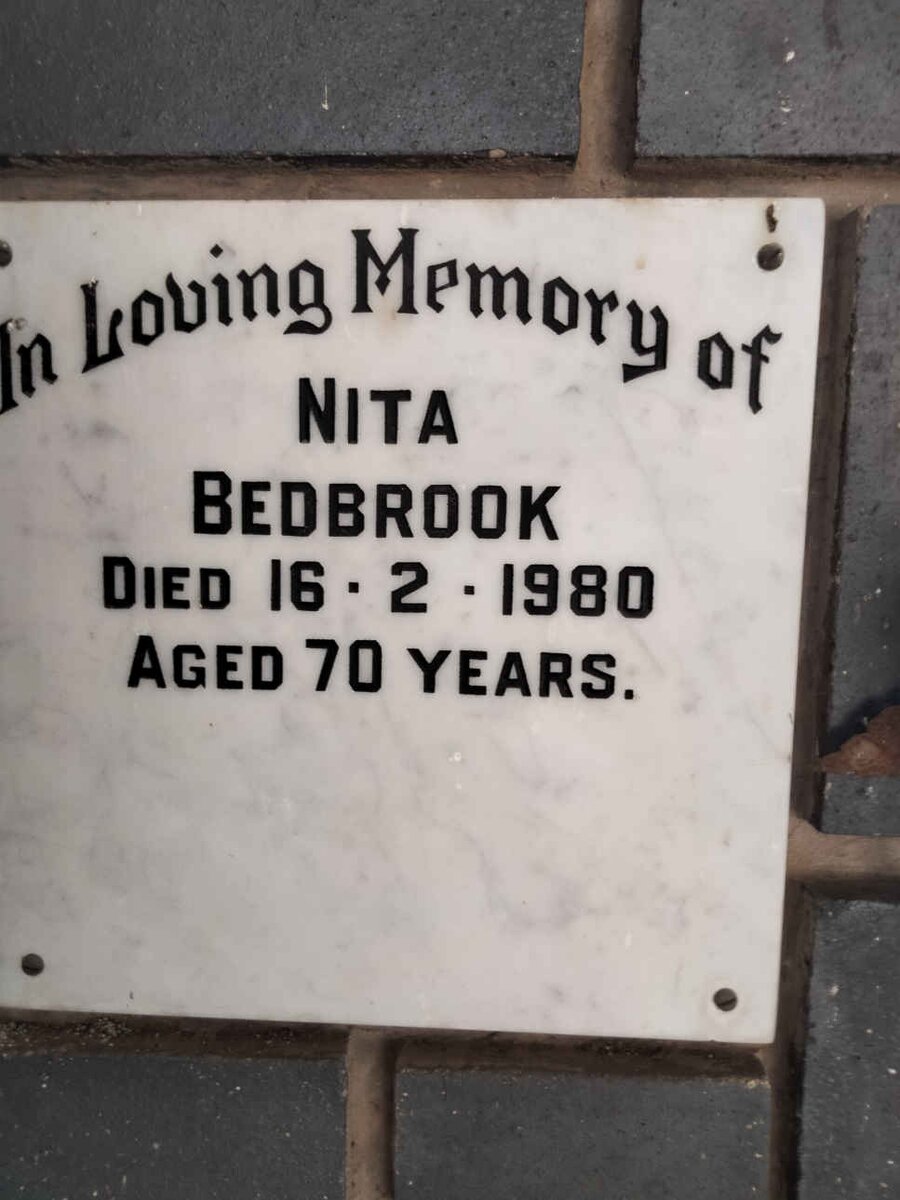 In Loving Memory of
NITA
BEDBROOK
DIED 16 · 2 · 1980
AGED 70 YEARS.